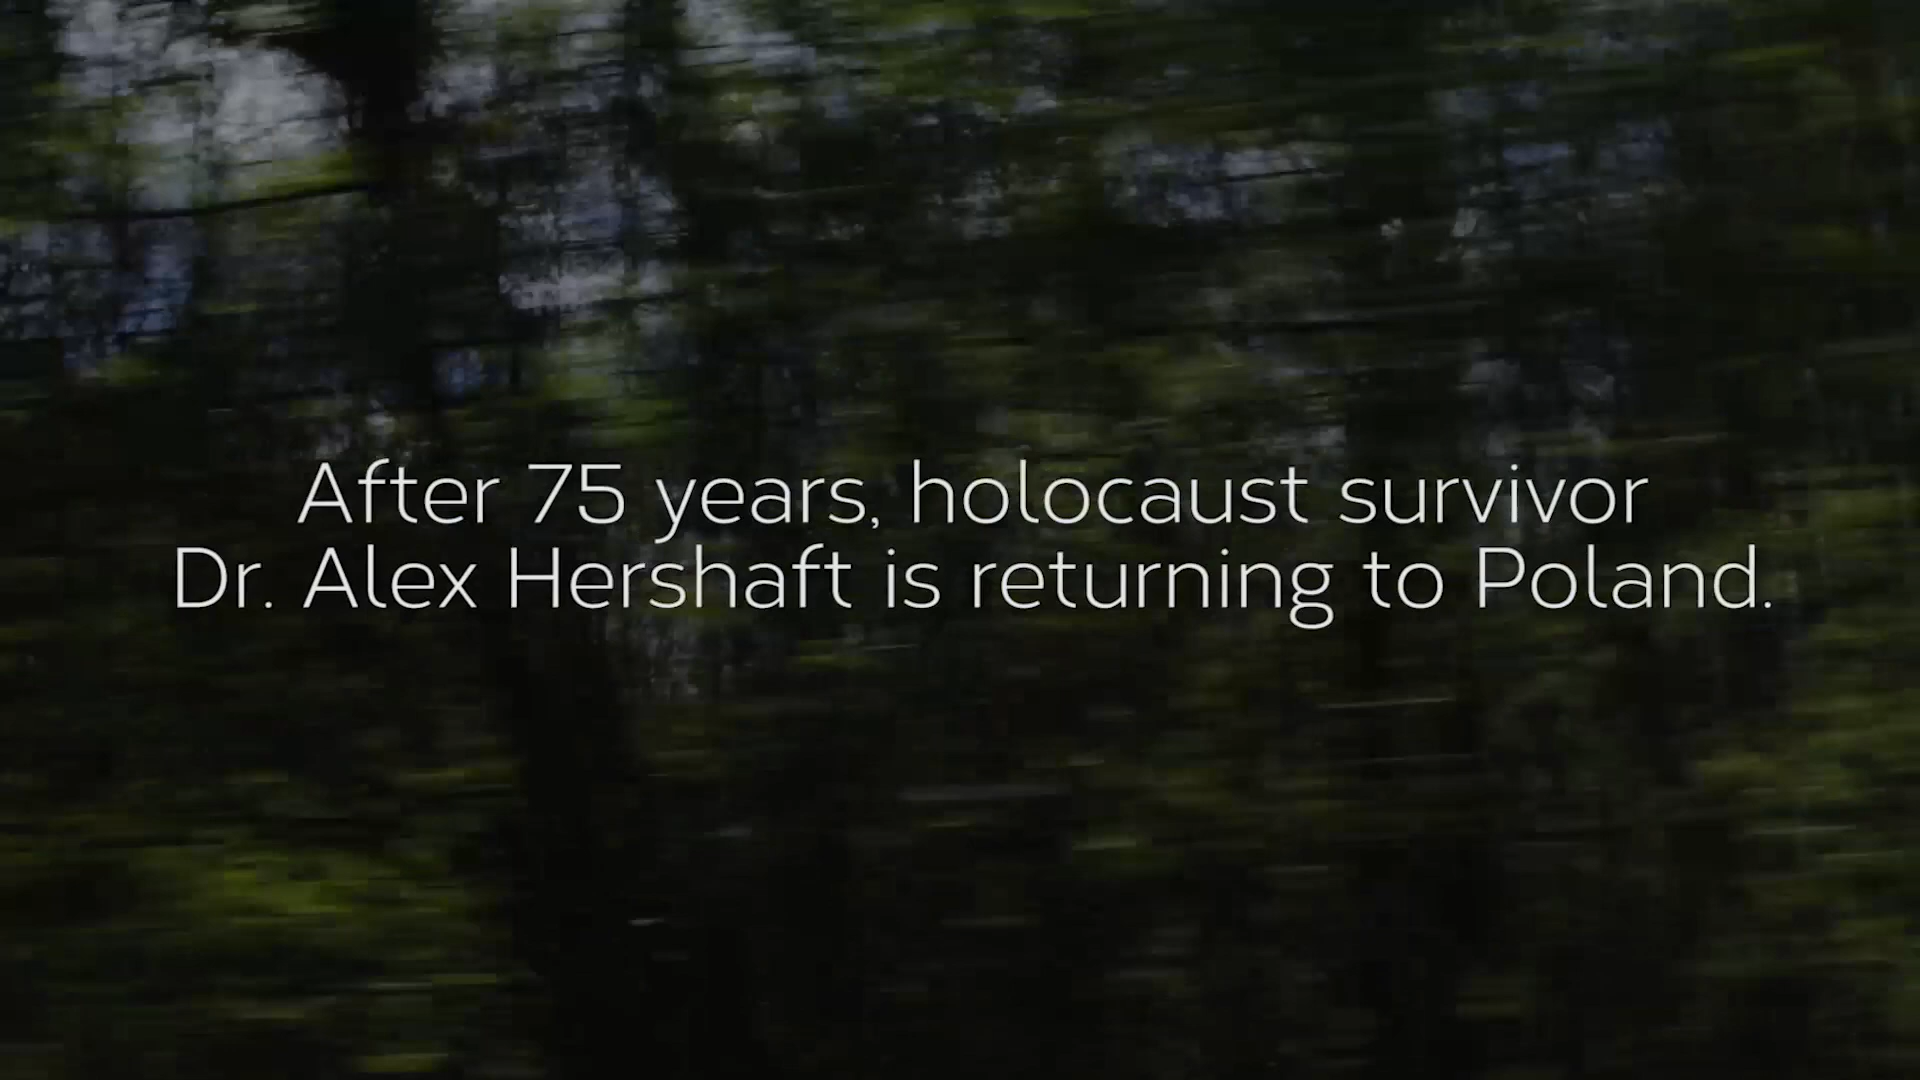 After 75 years, holocaust survivor
Dr. Alex Hershaft is returning to Poland.